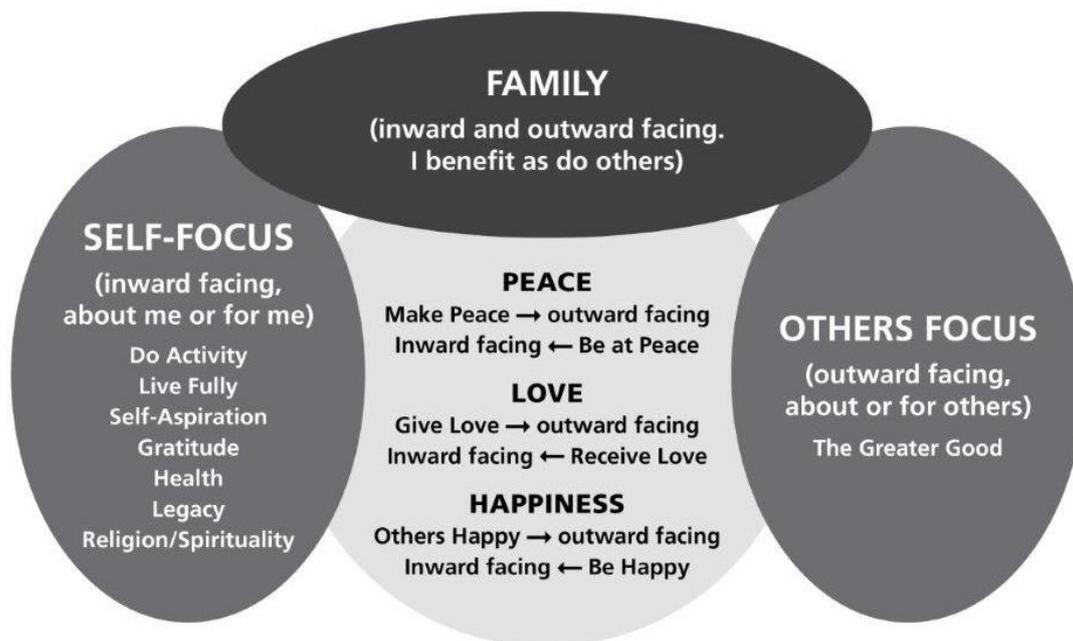 FAMILY
(inward and outward facing.
I benefit as do others)
SELF-FOCUS
(inward facing,
about me or for me)
Do Activity
Live Fully
Self-Aspiration
Gratitude
Health
Legacy
Religion/Spirituality
PEACE
Make Peace → outward facing
Inward facing ← Be at Peace
LOVE
Give Love → outward facing
Inward facing ← Receive Love
HAPPINESS
Others Happy → outward facing
Inward facing ← Be Happy
OTHERS FOCUS
(outward facing,
about or for others)
The Greater Good